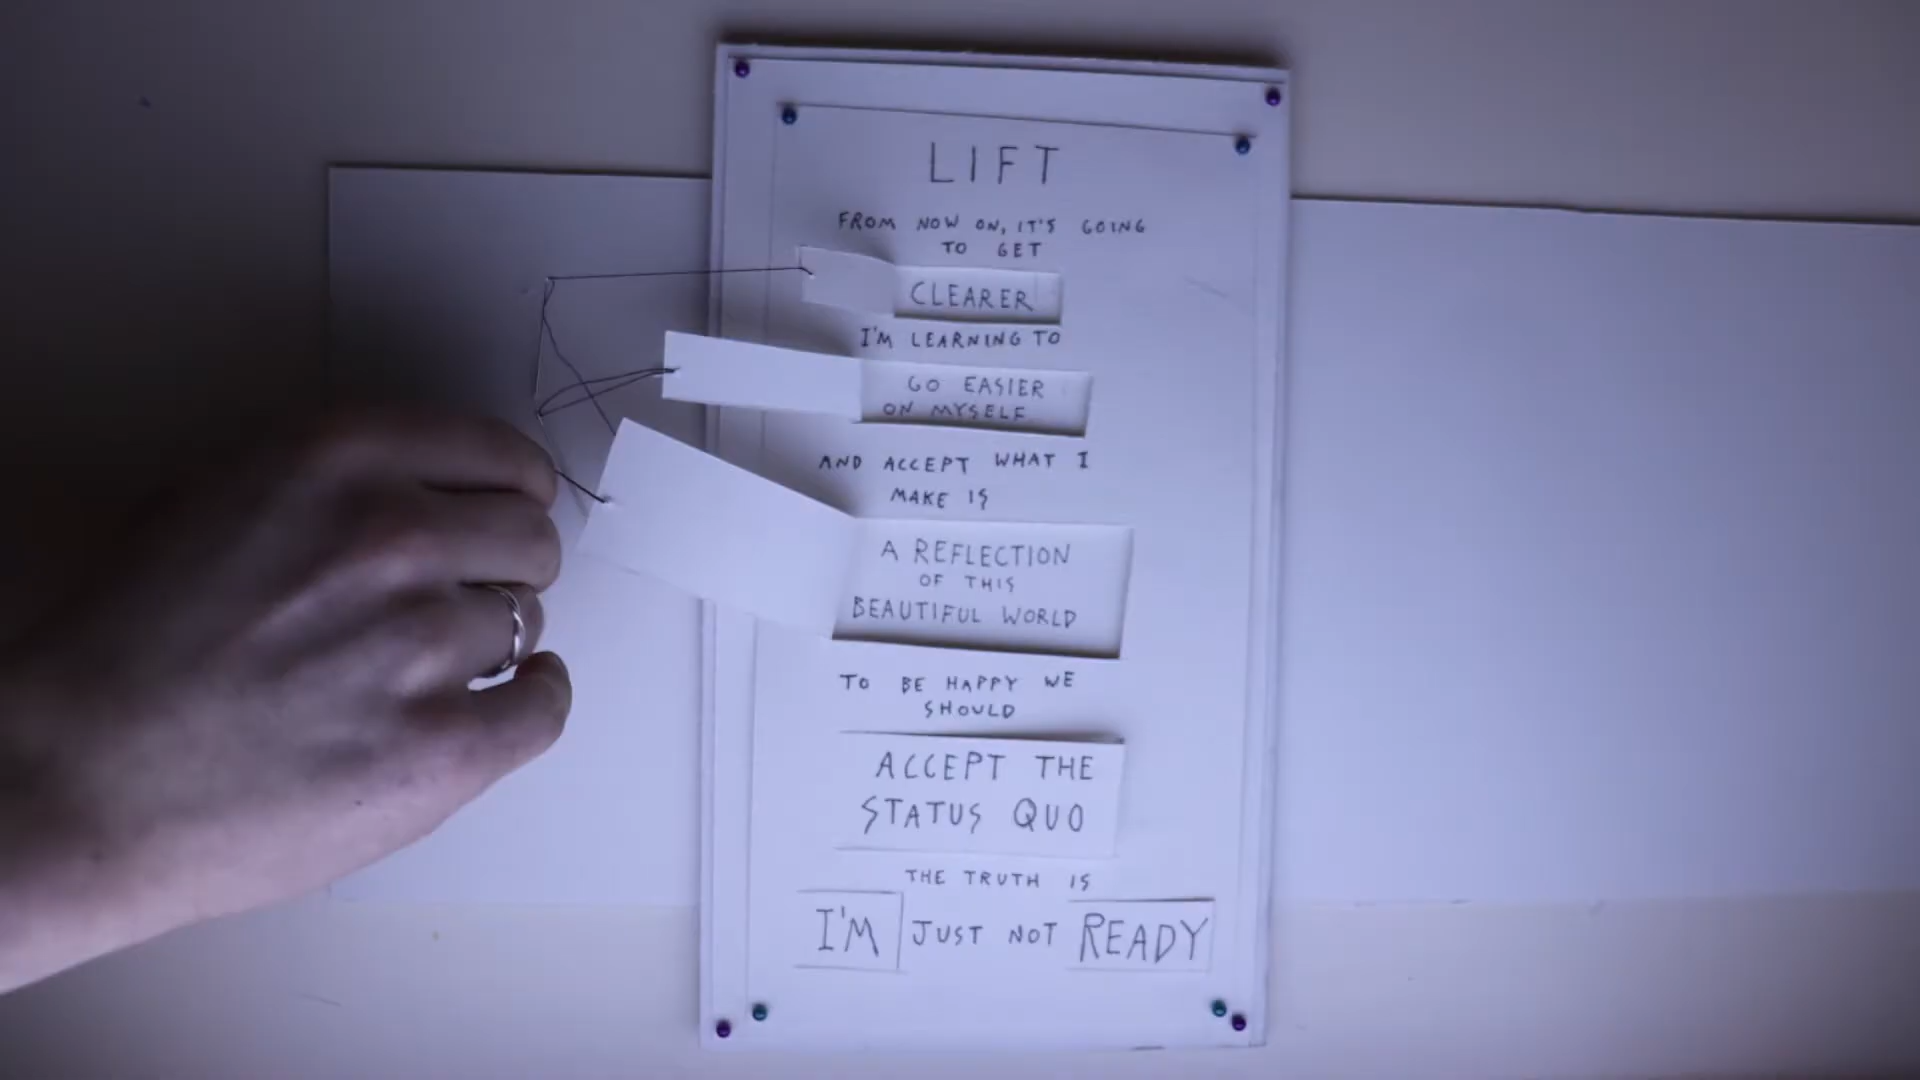 LIFT
FROM NOW ON, IT'S GOING
TO GET
CLEARER
I'M LEARNING TO
GO EASIER
ON MYSELF
AND ACCEPT WHAT I
MAKE IS
A REFLECTION
OF THIS
BEAUTIFUL WORLD
TO BE HAPPY WE
SHOULD
ACCEPT THE
STATUS QUO
THE TRUTH IS
I'M JUST NOT READY